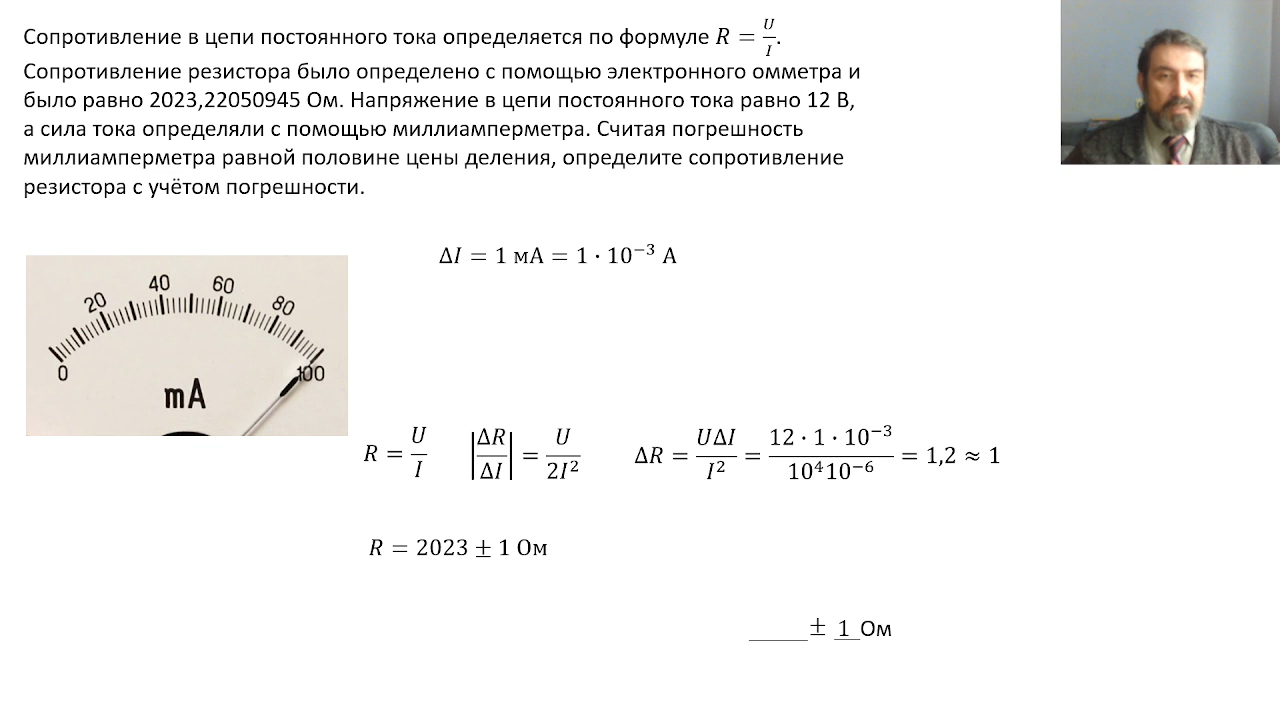 Сопротивление в цепи постоянного тока определяется по формуле R = U/I.
Сопротивление резистора было определено с помощью электронного омметра и
было равно 2023,22050945 Ом. Напряжение в цепи постоянного тока равно 12 В,
а сила тока определяли с помощью миллиамперметра. Считая погрешность
миллиамперметра равной половине цены деления, определите сопротивление
резистора с учётом погрешности.
ΔI = 1 мА = 1 · 10⁻³ А
0 20 40 60 80 100
mA
R = U/I |ΔR/ΔI| = U/2I² ΔR = UΔI/I² = 12 · 1 · 10⁻³/10⁴10⁻⁶ = 1,2 ≈ 1
R = 2023 ± 1 Ом
_____ ± 1 Ом